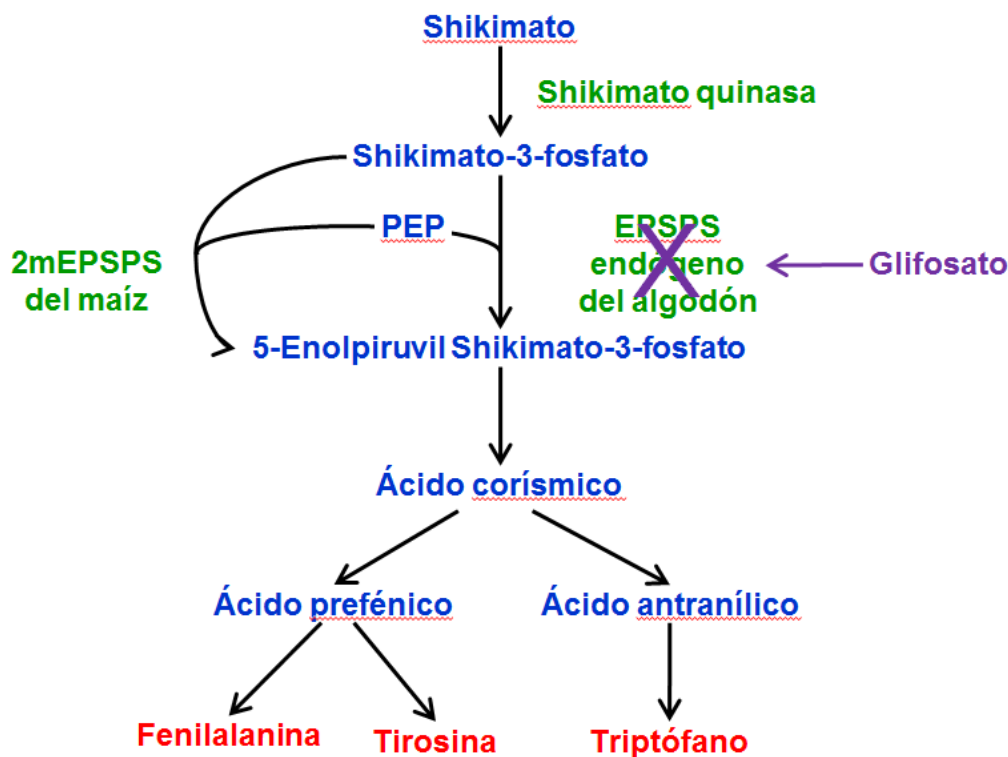 Shikimato
Shikimato quinasa
Shikimato-3-fosfato
PEP
2mEPSPS
del maíz
EPSPS
endógeno
del algodón
Glifosato
5-Enolpiruvil Shikimato-3-fosfato
Ácido corísmico
Ácido prefénico
Ácido antranílico
Fenilalanina
Tirosina
Triptófano